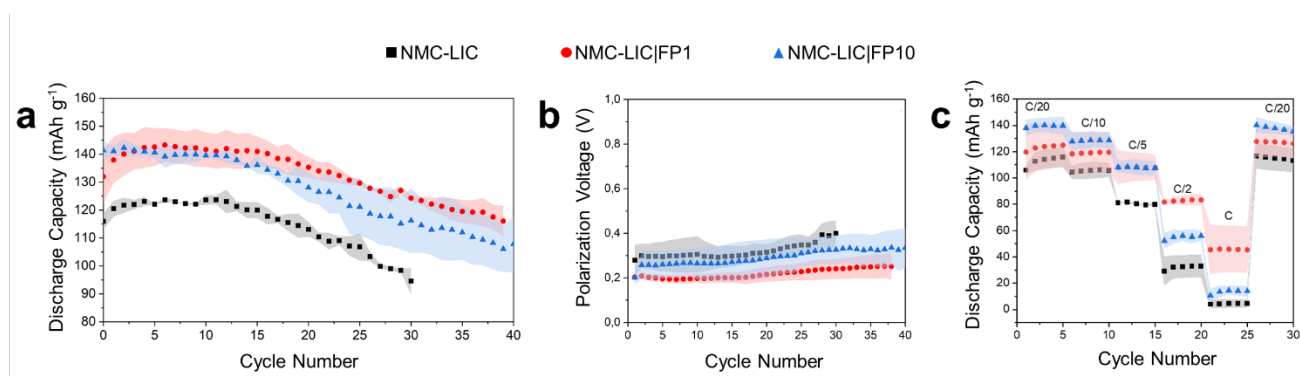 NMC-LIC NMC-LIC|FP1 NMC-LIC|FP10
a
Discharge Capacity (mAh g⁻¹)
160
150
140
130
120
110
100
90
80
0 5 10 15 20 25 30 35 40
Cycle Number
b
Polarization Voltage (V)
1,0
0,8
0,6
0,4
0,2
0,0
0 5 10 15 20 25 30 35 40
Cycle Number
c
Discharge Capacity (mAh g⁻¹)
160
140
120
100
80
60
40
20
0
C/20
C/10
C/5
C/2
C
C/20
0 5 10 15 20 25 30
Cycle Number